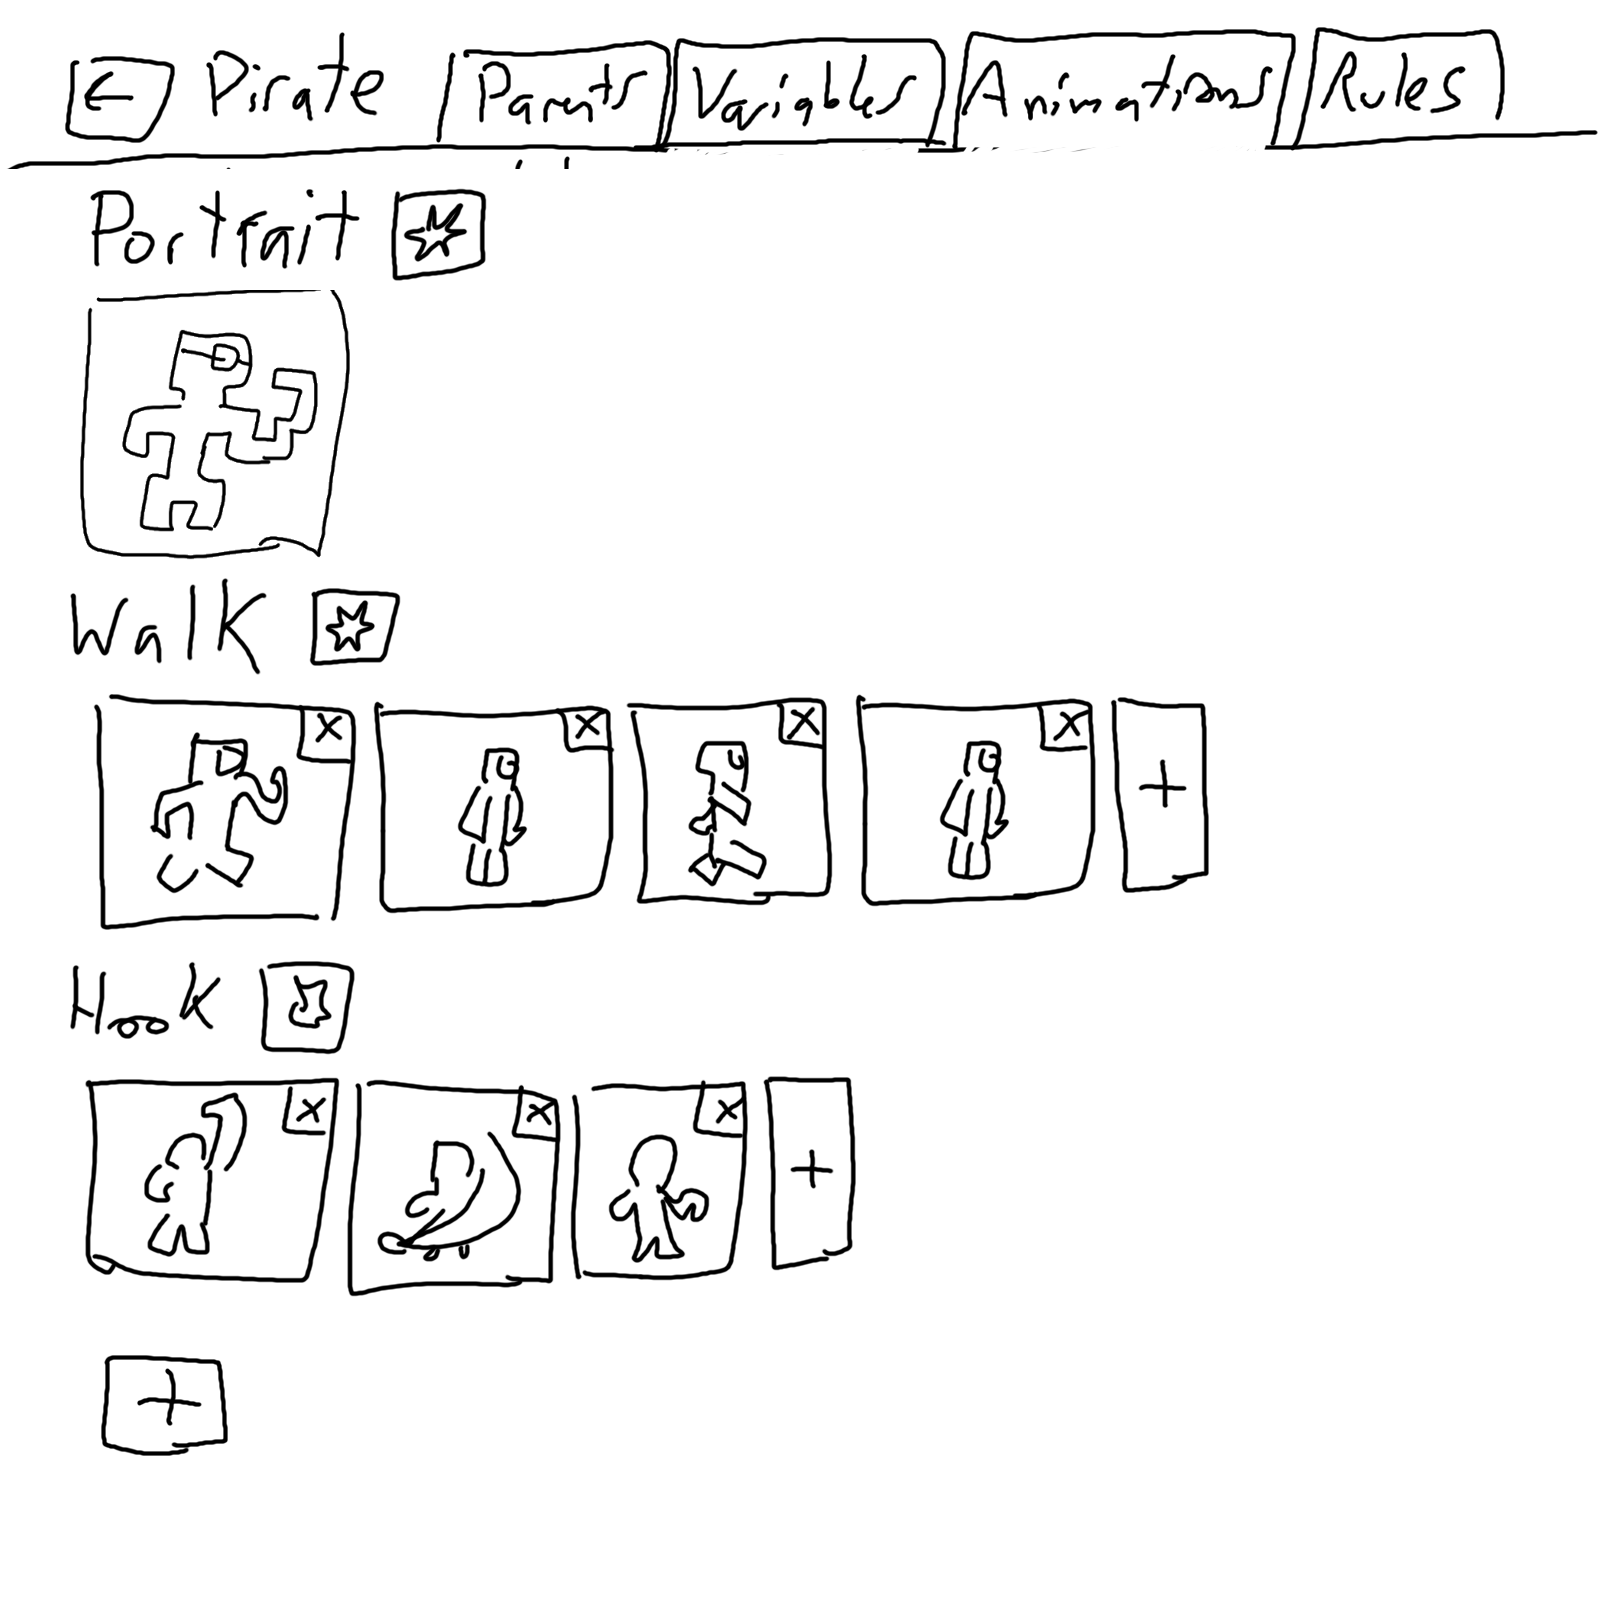 ← Pirate Parents Variables Animations Rules
Portrait
Walk
X X X X +
Hook
X X X +
+